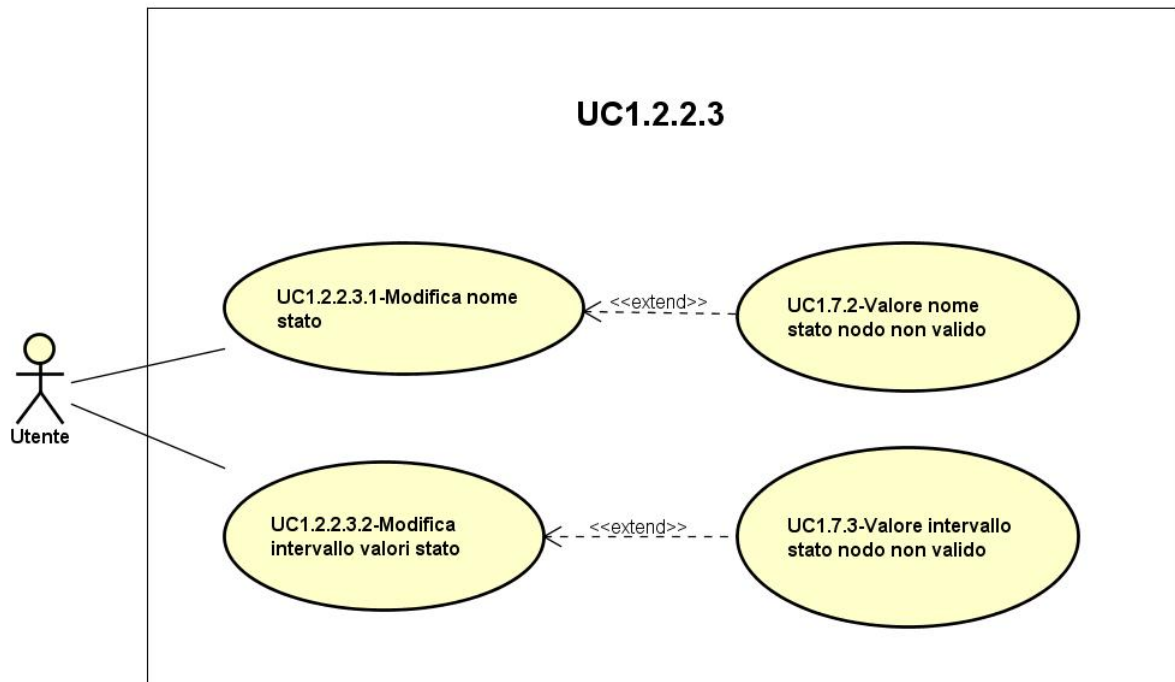 UC1.2.2.3
UC1.2.2.3.1-Modifica nome
stato
<<extend>>
UC1.7.2-Valore nome
stato nodo non valido
Utente
UC1.2.2.3.2-Modifica
intervallo valori stato
<<extend>>
UC1.7.3-Valore intervallo
stato nodo non valido